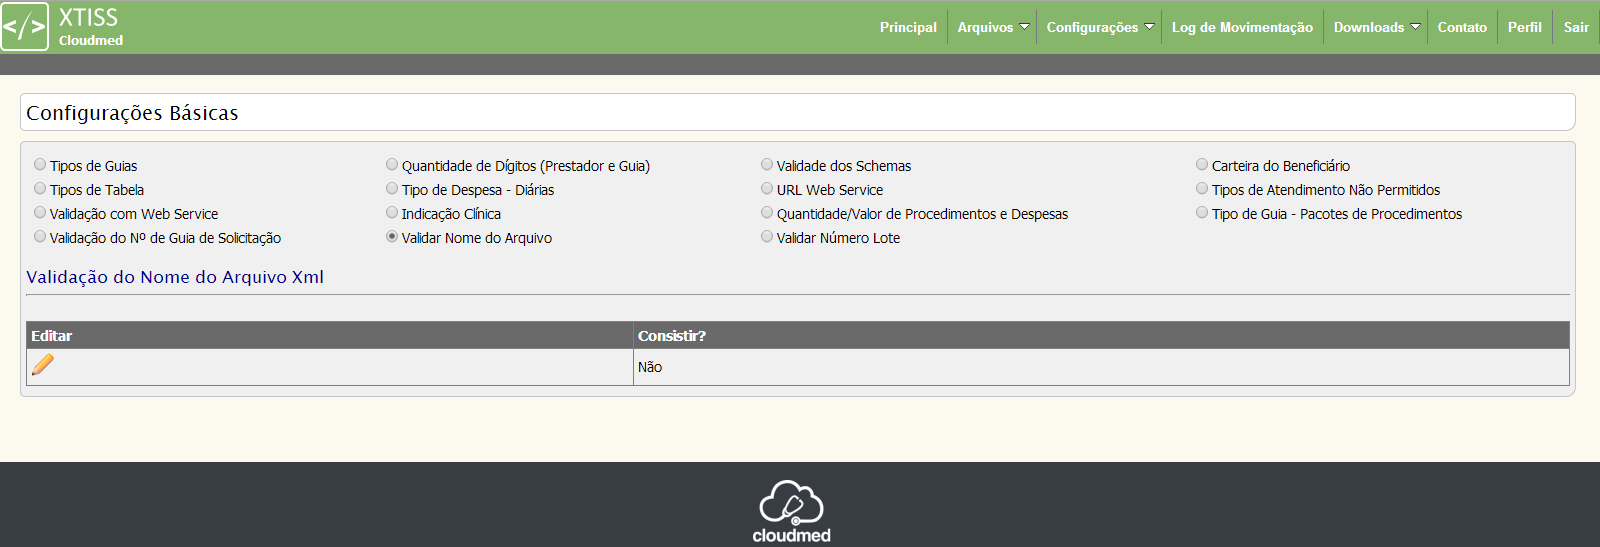 </>
XTISS
Cloudmed
Principal Arquivos Configurações Log de Movimentação Downloads Contato Perfil Sair
Configurações Básicas
Tipos de Guias Quantidade de Dígitos (Prestador e Guia) Validade dos Schemas Carteira do Beneficiário
Tipos de Tabela Tipo de Despesa - Diárias URL Web Service Tipos de Atendimento Não Permitidos
Validação com Web Service Indicação Clínica Quantidade/Valor de Procedimentos e Despesas Tipo de Guia - Pacotes de Procedimentos
Validação do Nº de Guia de Solicitação Validar Nome do Arquivo Validar Número Lote
Validação do Nome do Arquivo Xml
Editar Consistir?
Não
cloudmed